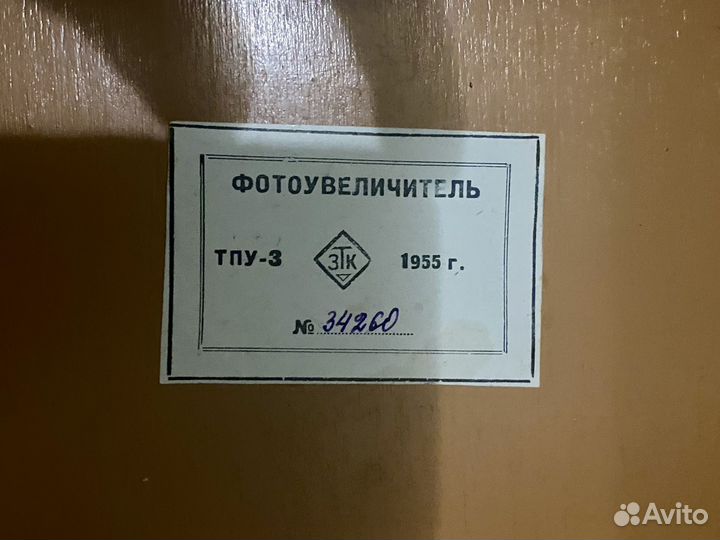 ФОТОУВЕЛИЧИТЕЛЬ
ТПУ-3 ЗТК 1955 г.
№ 34260
Avito